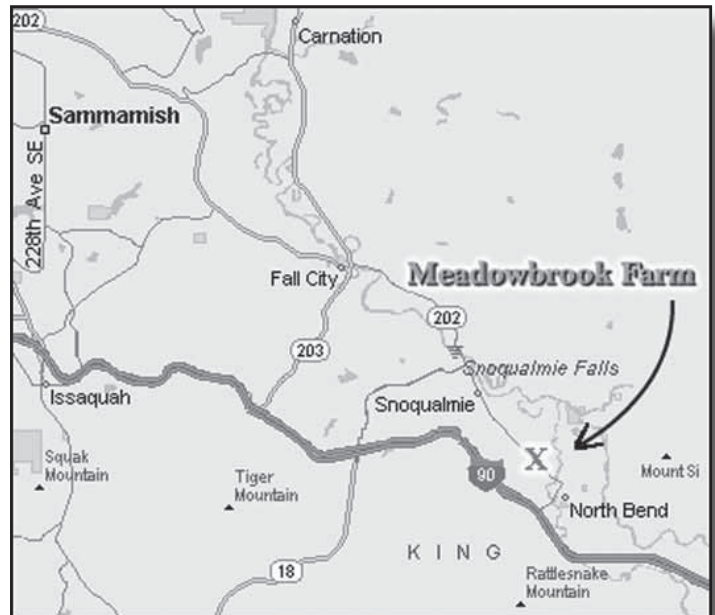 202
Carnation
Sammamish
228th Ave SE
Fall City
Meadowbrook Farm
202
203
Snoqualmie Falls
Issaquah
Snoqualmie
X
Squak
Mountain
Tiger
Mountain
90
Mount Si
North Bend
KING
18
Rattlesnake
Mountain